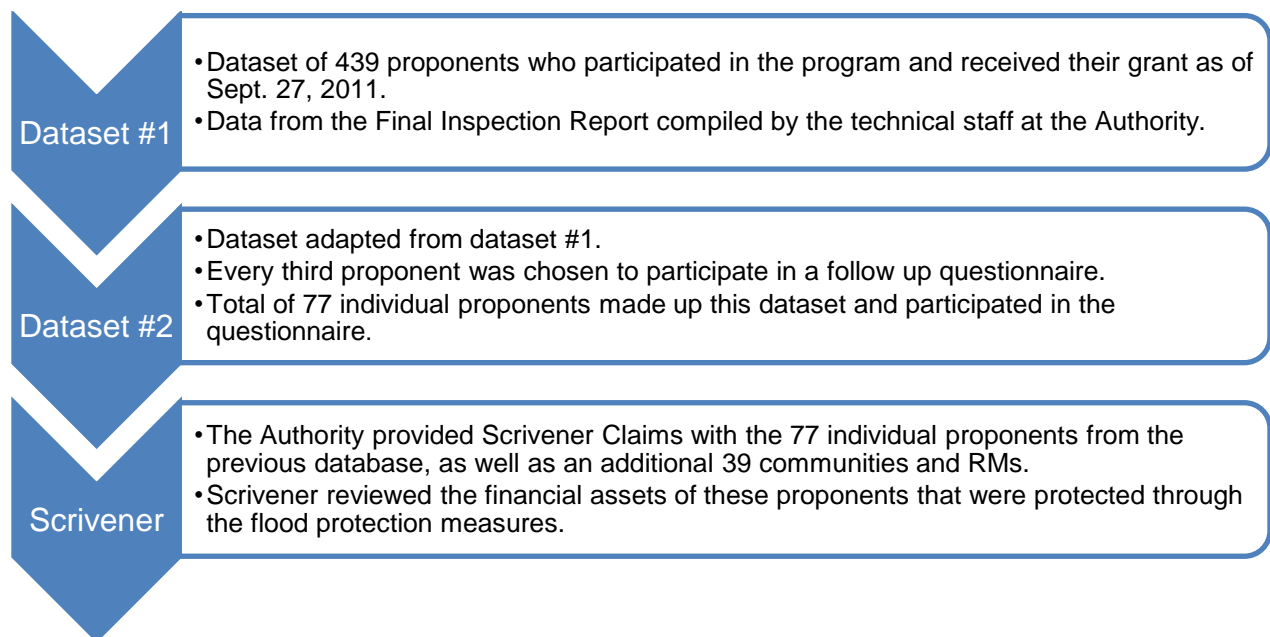 Dataset #1
•Dataset of 439 proponents who participated in the program and received their grant as of
Sept. 27, 2011.
•Data from the Final Inspection Report compiled by the technical staff at the Authority.
Dataset #2
•Dataset adapted from dataset #1.
•Every third proponent was chosen to participate in a follow up questionnaire.
•Total of 77 individual proponents made up this dataset and participated in the
questionnaire.
Scrivener
•The Authority provided Scrivener Claims with the 77 individual proponents from the
previous database, as well as an additional 39 communities and RMs.
•Scrivener reviewed the financial assets of these proponents that were protected through
the flood protection measures.